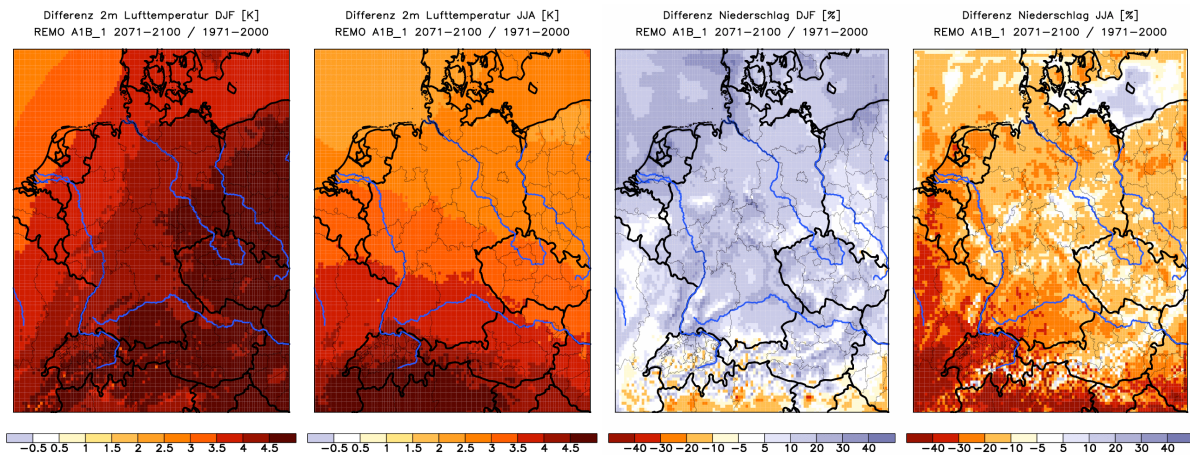 Differenz 2m Lufttemperatur DJF [K]
REMO A1B_1 2071-2100 / 1971-2000
Differenz 2m Lufttemperatur JJA [K]
REMO A1B_1 2071-2100 / 1971-2000
Differenz Niederschlag DJF [%]
REMO A1B_1 2071-2100 / 1971-2000
Differenz Niederschlag JJA [%]
REMO A1B_1 2071-2100 / 1971-2000
-0.5 0.5 1 1.5 2 2.5 3 3.5 4 4.5
-0.5 0.5 1 1.5 2 2.5 3 3.5 4 4.5
-40 -30 -20 -10 -5 5 10 20 30 40
-40 -30 -20 -10 -5 5 10 20 30 40